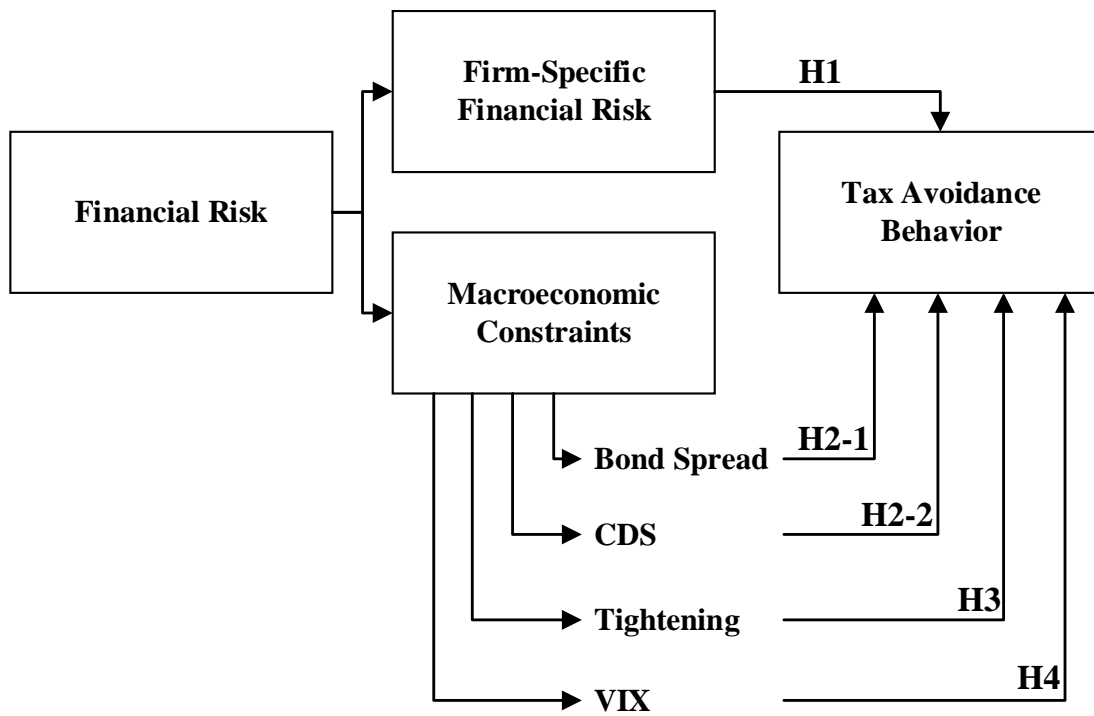 Financial Risk
Firm-Specific
Financial Risk
H1
Tax Avoidance
Behavior
Macroeconomic
Constraints
Bond Spread
H2-1
CDS
H2-2
Tightening
H3
VIX
H4